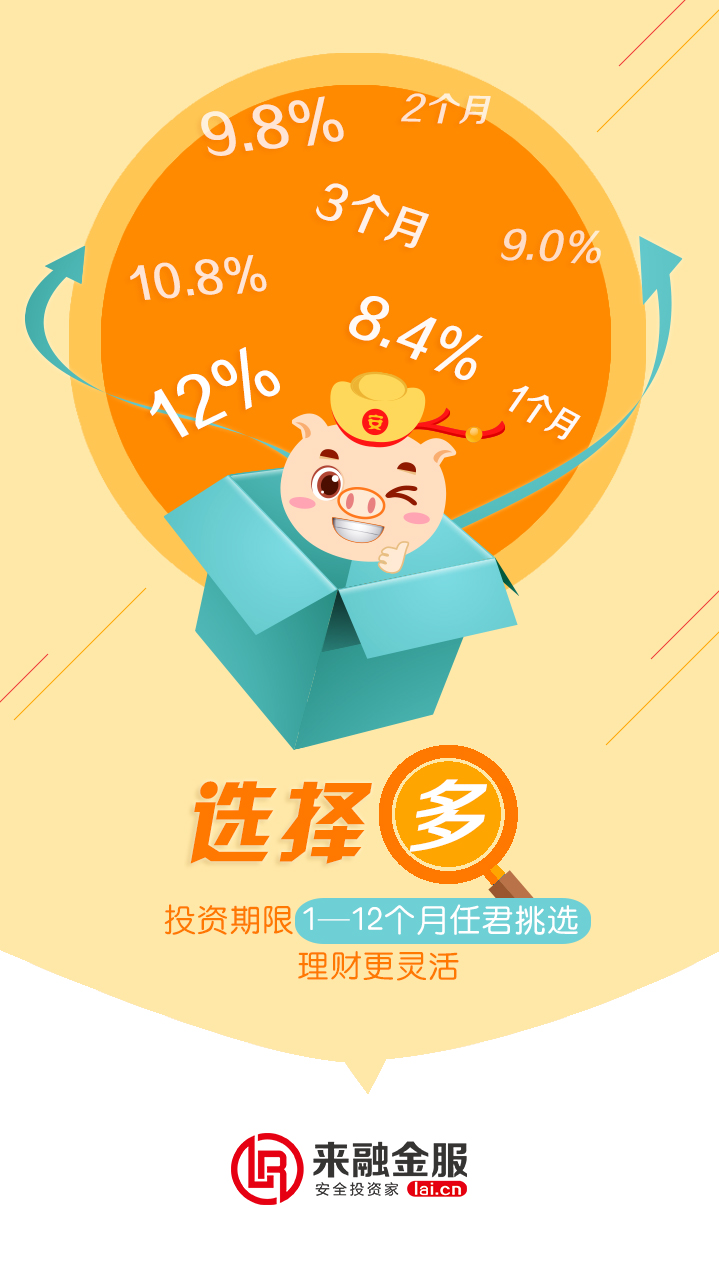 9.8%
2个月
3个月
9.0%
10.8%
8.4%
12%
1个月
安
选择多
投资期限1—12个月任君挑选
理财更灵活
来融金服
安全投资家 lai.cn